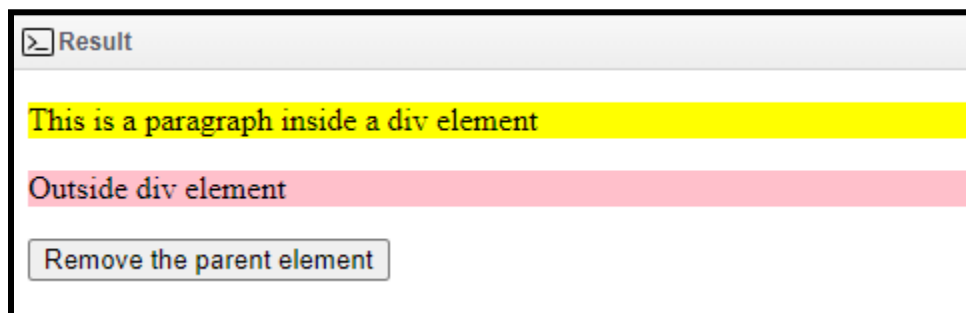 Result
This is a paragraph inside a div element
Outside div element
Remove the parent element